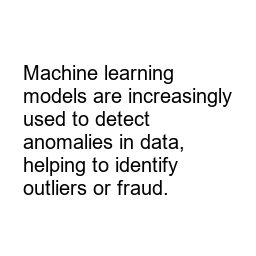 Machine learning
models are increasingly
used to detect
anomalies in data,
helping to identify
outliers or fraud.